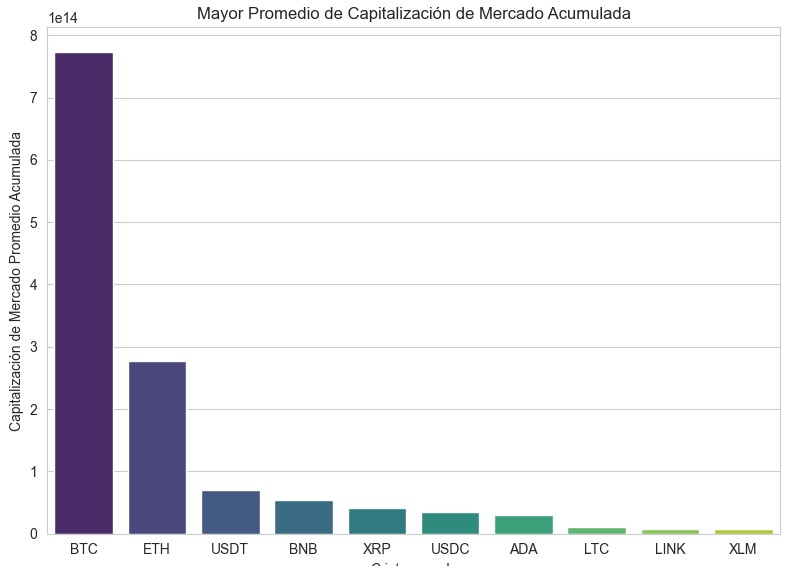 Mayor Promedio de Capitalización de Mercado Acumulada
1e14
Capitalización de Mercado Promedio Acumulada
8
7
6
5
4
3
2
1
0
BTC ETH USDT BNB XRP USDC ADA LTC LINK XLM